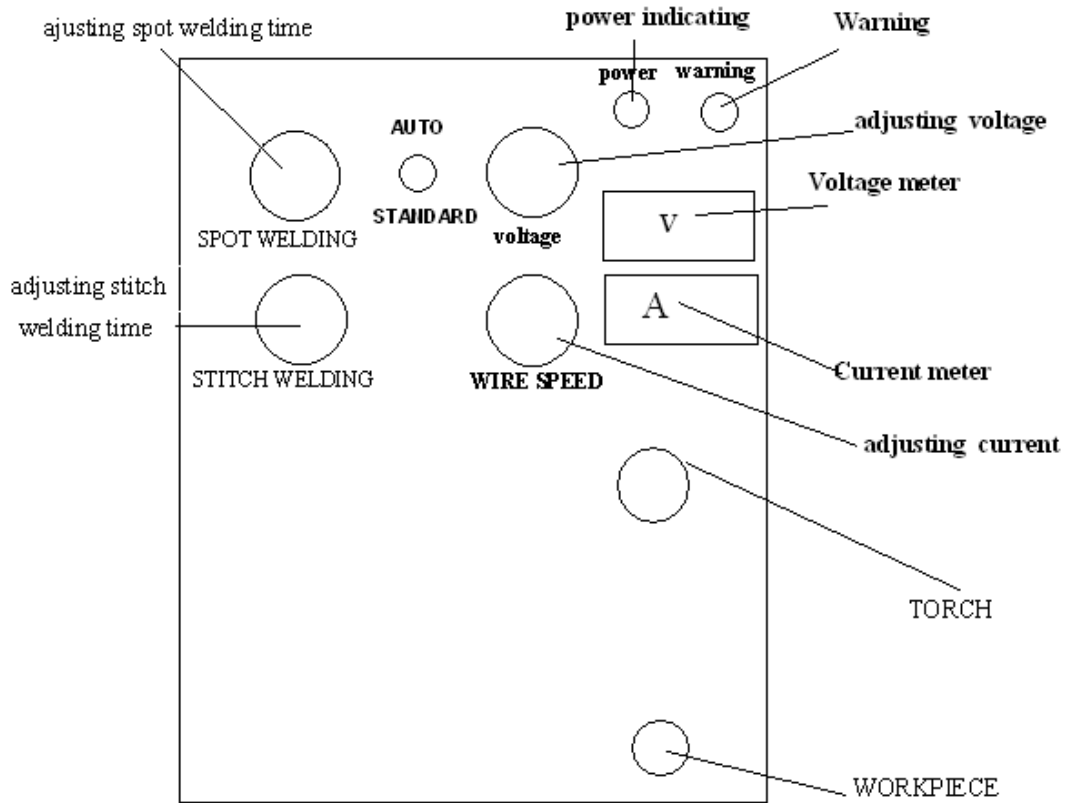 ajusting spot welding time
power indicating
Warning
power
warning
AUTO
adjusting voltage
Voltage meter
V
STANDARD
SPOT WELDING
voltage
adjusting stitch
welding time
A
STITCH WELDING
WIRE SPEED
Current meter
adjusting current
TORCH
WORKPIECE